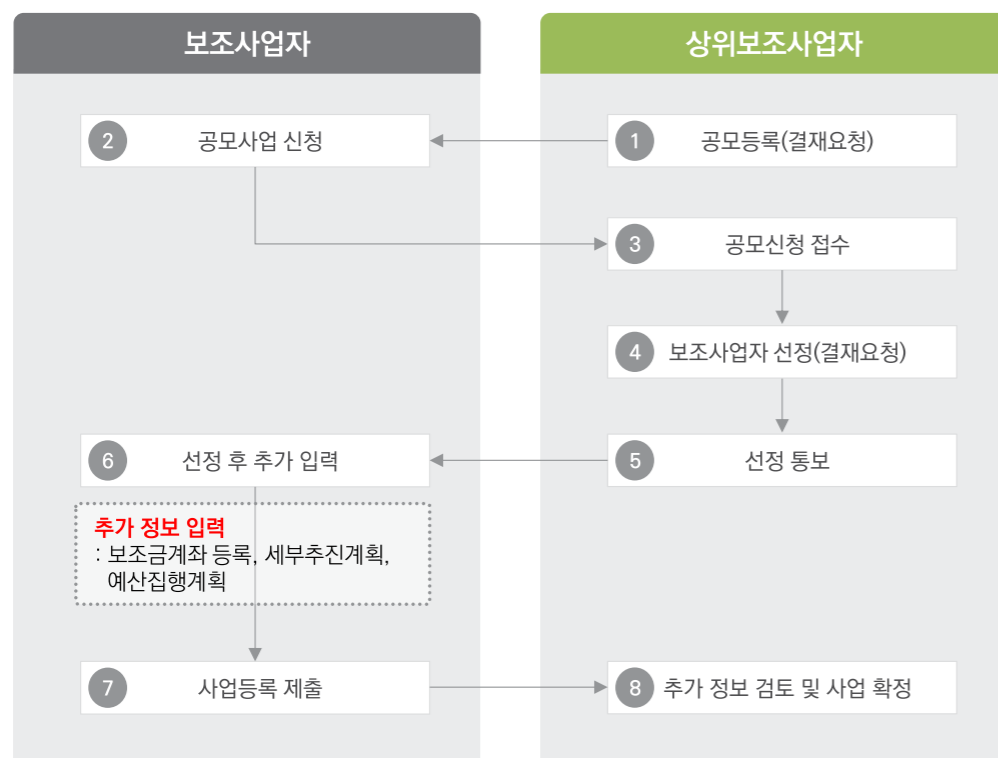 보조사업자
상위보조사업자
2 공모사업 신청
1 공모등록(결재요청)
3 공모신청 접수
4 보조사업자 선정(결재요청)
6 선정 후 추가 입력
5 선정 통보
추가 정보 입력
: 보조금계좌 등록, 세부추진계획,
예산집행계획
7 사업등록 제출
8 추가 정보 검토 및 사업 확정